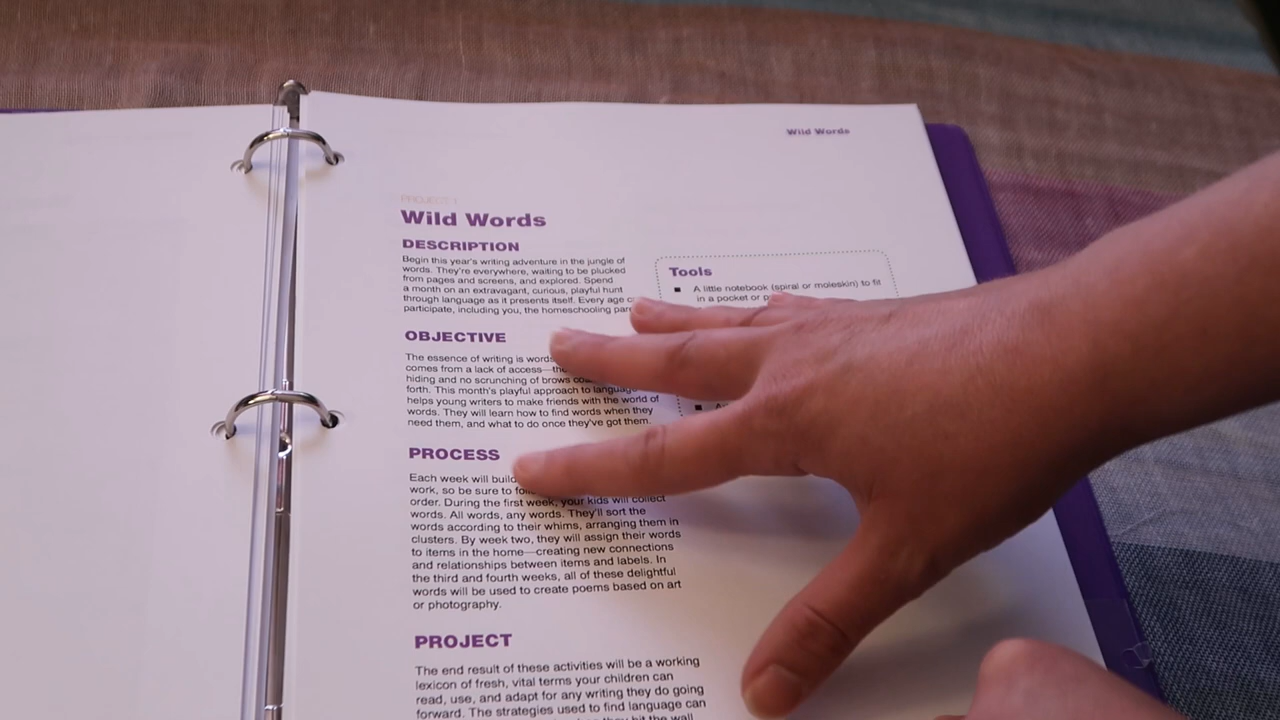 Wild Words
PROJECT 1
Wild Words
DESCRIPTION
Begin this year's writing adventure in the jungle of
words. They're everywhere, waiting to be plucked
from pages and screens, and explored. Spend
a month on an extravagant, curious, playful hunt
through language as it presents itself. Every age
participate, including you, the homeschooling
Tools
■ A little notebook (spiral or moleskin) to fit
in a pocket or
OBJECTIVE
The essence of writing is words
comes from a lack of access—
hiding and no scrunching of brows
forth. This month's playful approach to language
helps young writers to make friends with the world of
words. They will learn how to find words when they
need them, and what to do once they've got them.
PROCESS
Each week will build
work, so be sure to
order. During the first week, your kids will collect
words. All words, any words. They'll sort the
words according to their whims, arranging them in
clusters. By week two, they will assign their words
to items in the home—creating new connections
and relationships between items and labels. In
the third and fourth weeks, all of these delightful
words will be used to create poems based on art
or photography.
PROJECT
The end result of these activities will be a working
lexicon of fresh, vital terms your children can
read, use, and adapt for any writing they do going
forward. The strategies used to find language can
they hit the wall